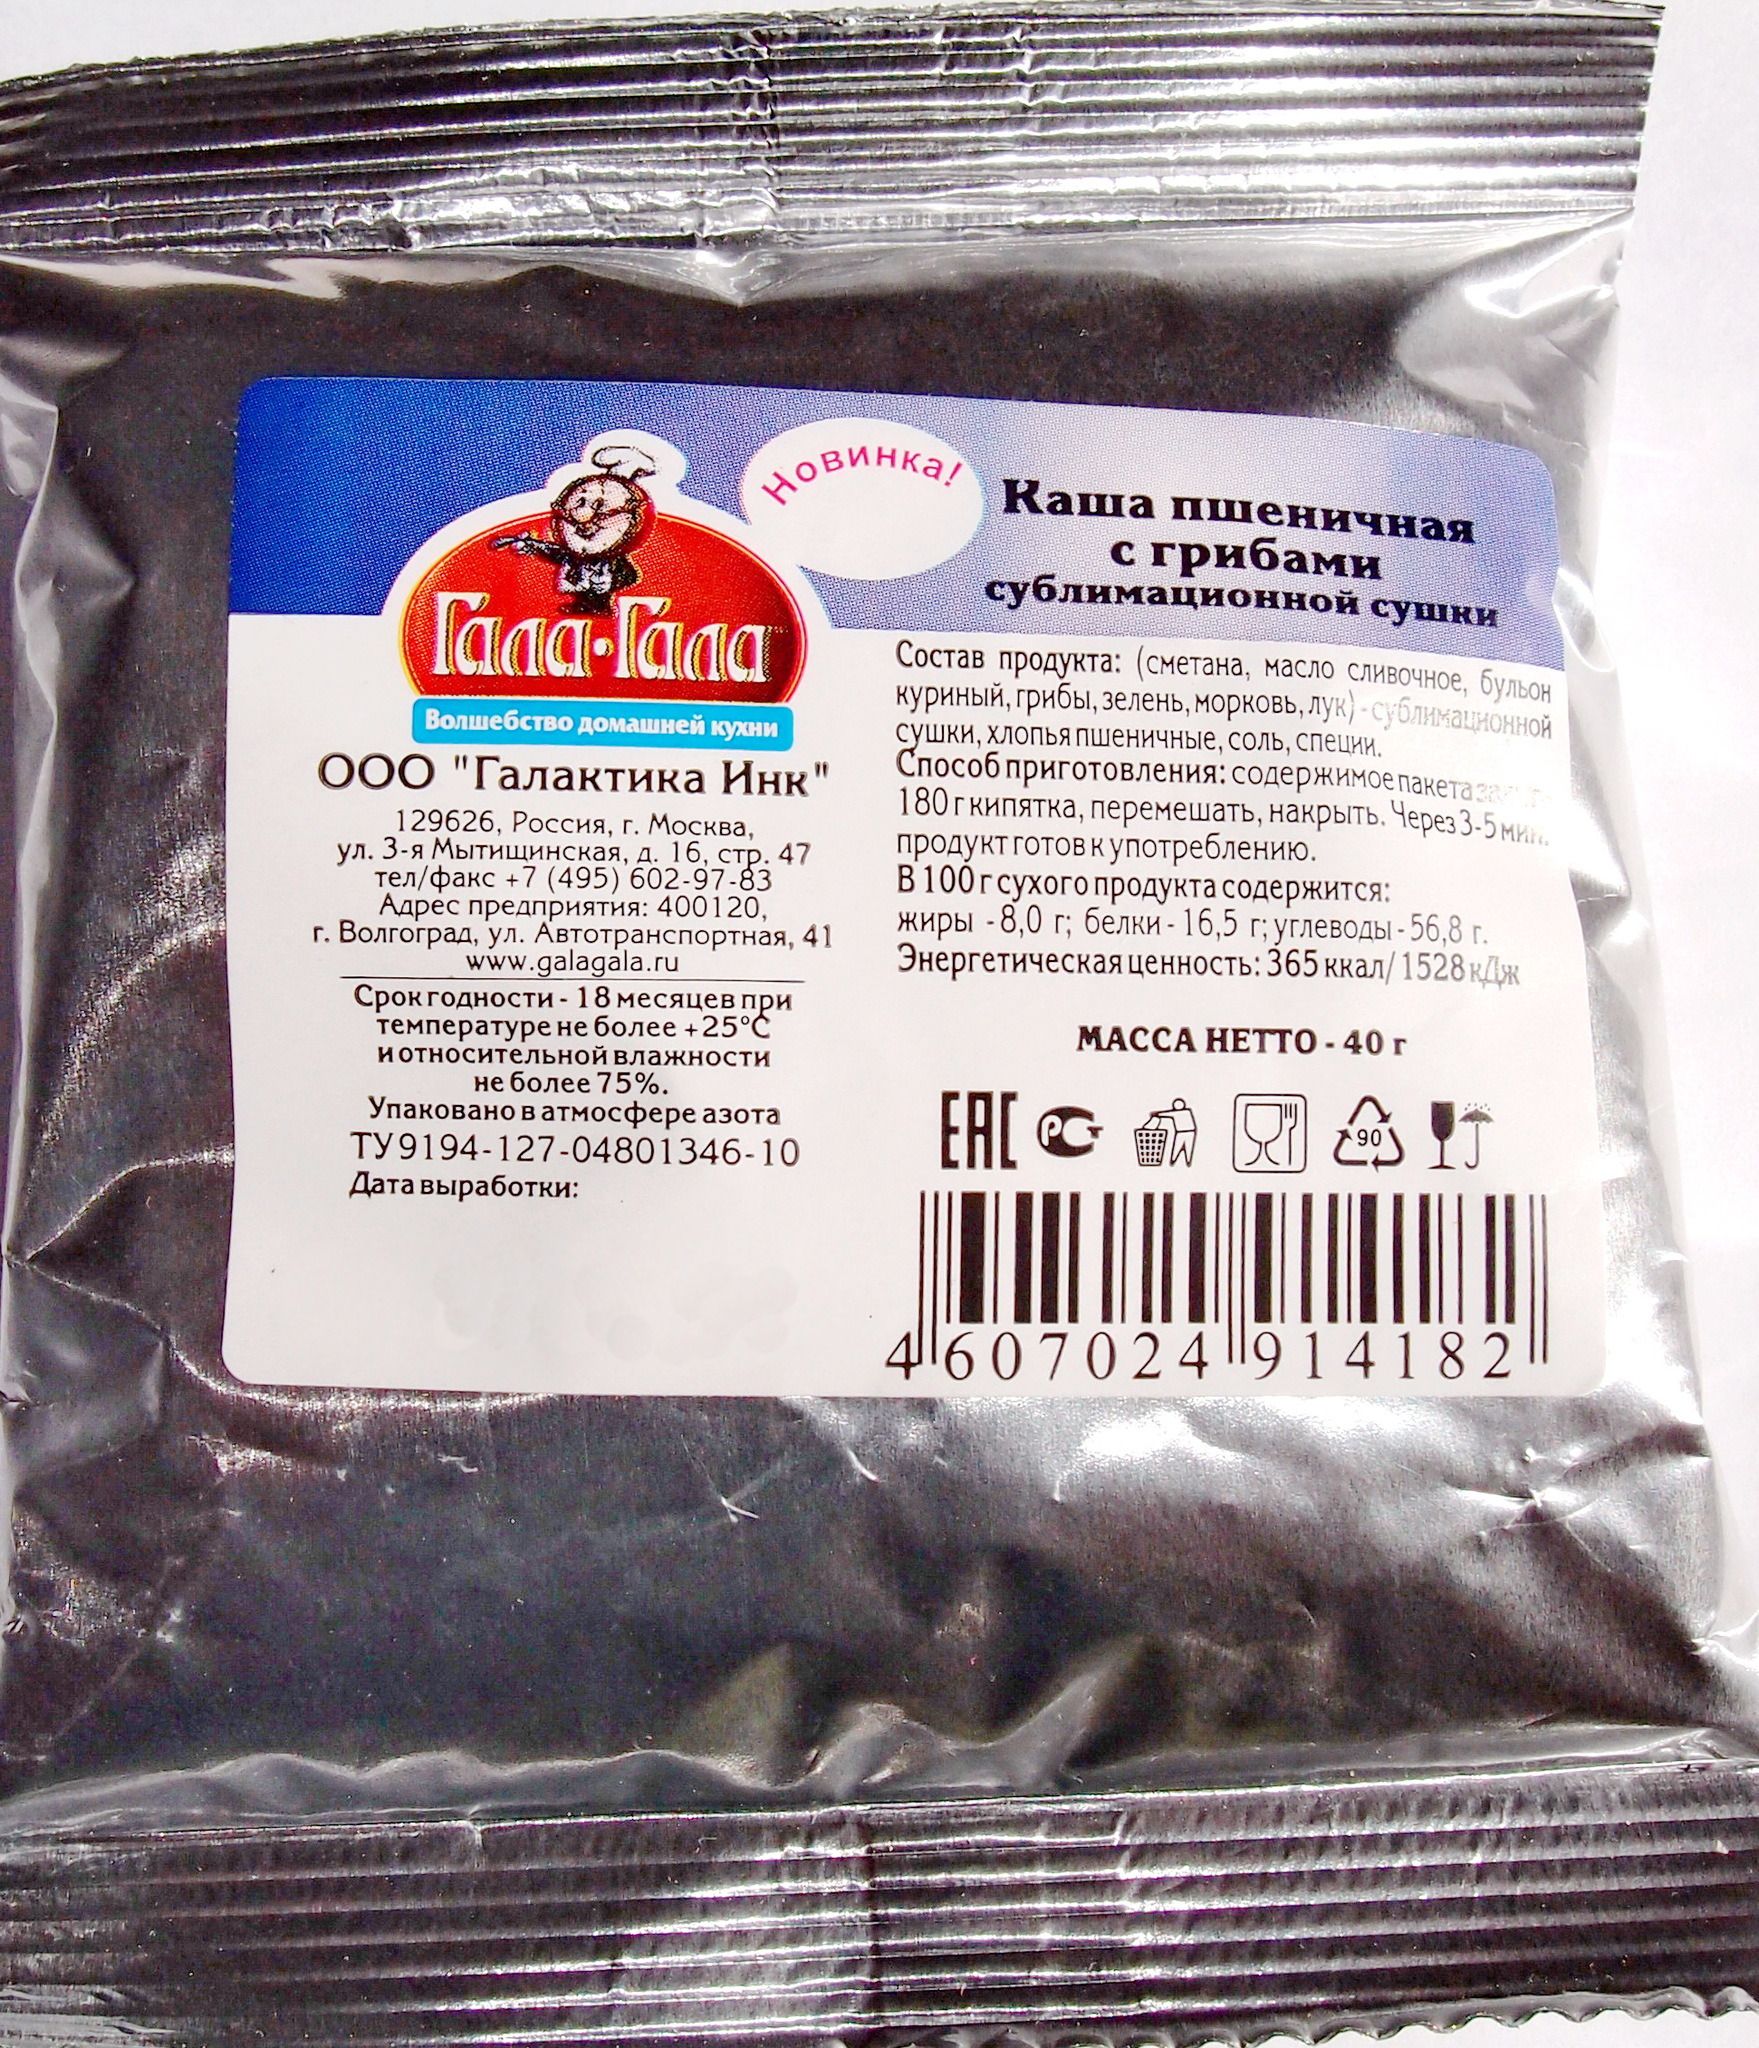 Новинка!
Гала·Гала
Волшебство домашней кухни
ООО "Галактика Инк"
129626, Россия, г. Москва,
ул. 3-я Мытищинская, д. 16, стр. 47
тел/факс +7 (495) 602-97-83
Адрес предприятия: 400120,
г. Волгоград, ул. Автотранспортная, 41
www.galagala.ru
Срок годности - 18 месяцев при
температуре не более +25°С
и относительной влажности
не более 75%.
Упаковано в атмосфере азота
ТУ 9194-127-04801346-10
Дата выработки:
Каша пшеничная
с грибами
сублимационной сушки
Состав продукта: (сметана, масло сливочное, бульон
куриный, грибы, зелень, морковь, лук) - сублимационной
сушки, хлопья пшеничные, соль, специи.
Способ приготовления: содержимое пакета
180 г кипятка, перемешать, накрыть. Через 3-5 мин.
продукт готов к употреблению.
В 100 г сухого продукта содержится:
жиры - 8,0 г; белки - 16,5 г; углеводы - 56,8 г.
Энергетическая ценность: 365 ккал/ 1528 кДж
МАССА НЕТТО - 40 г
ЕАС РСТ 90
4 607024 914182